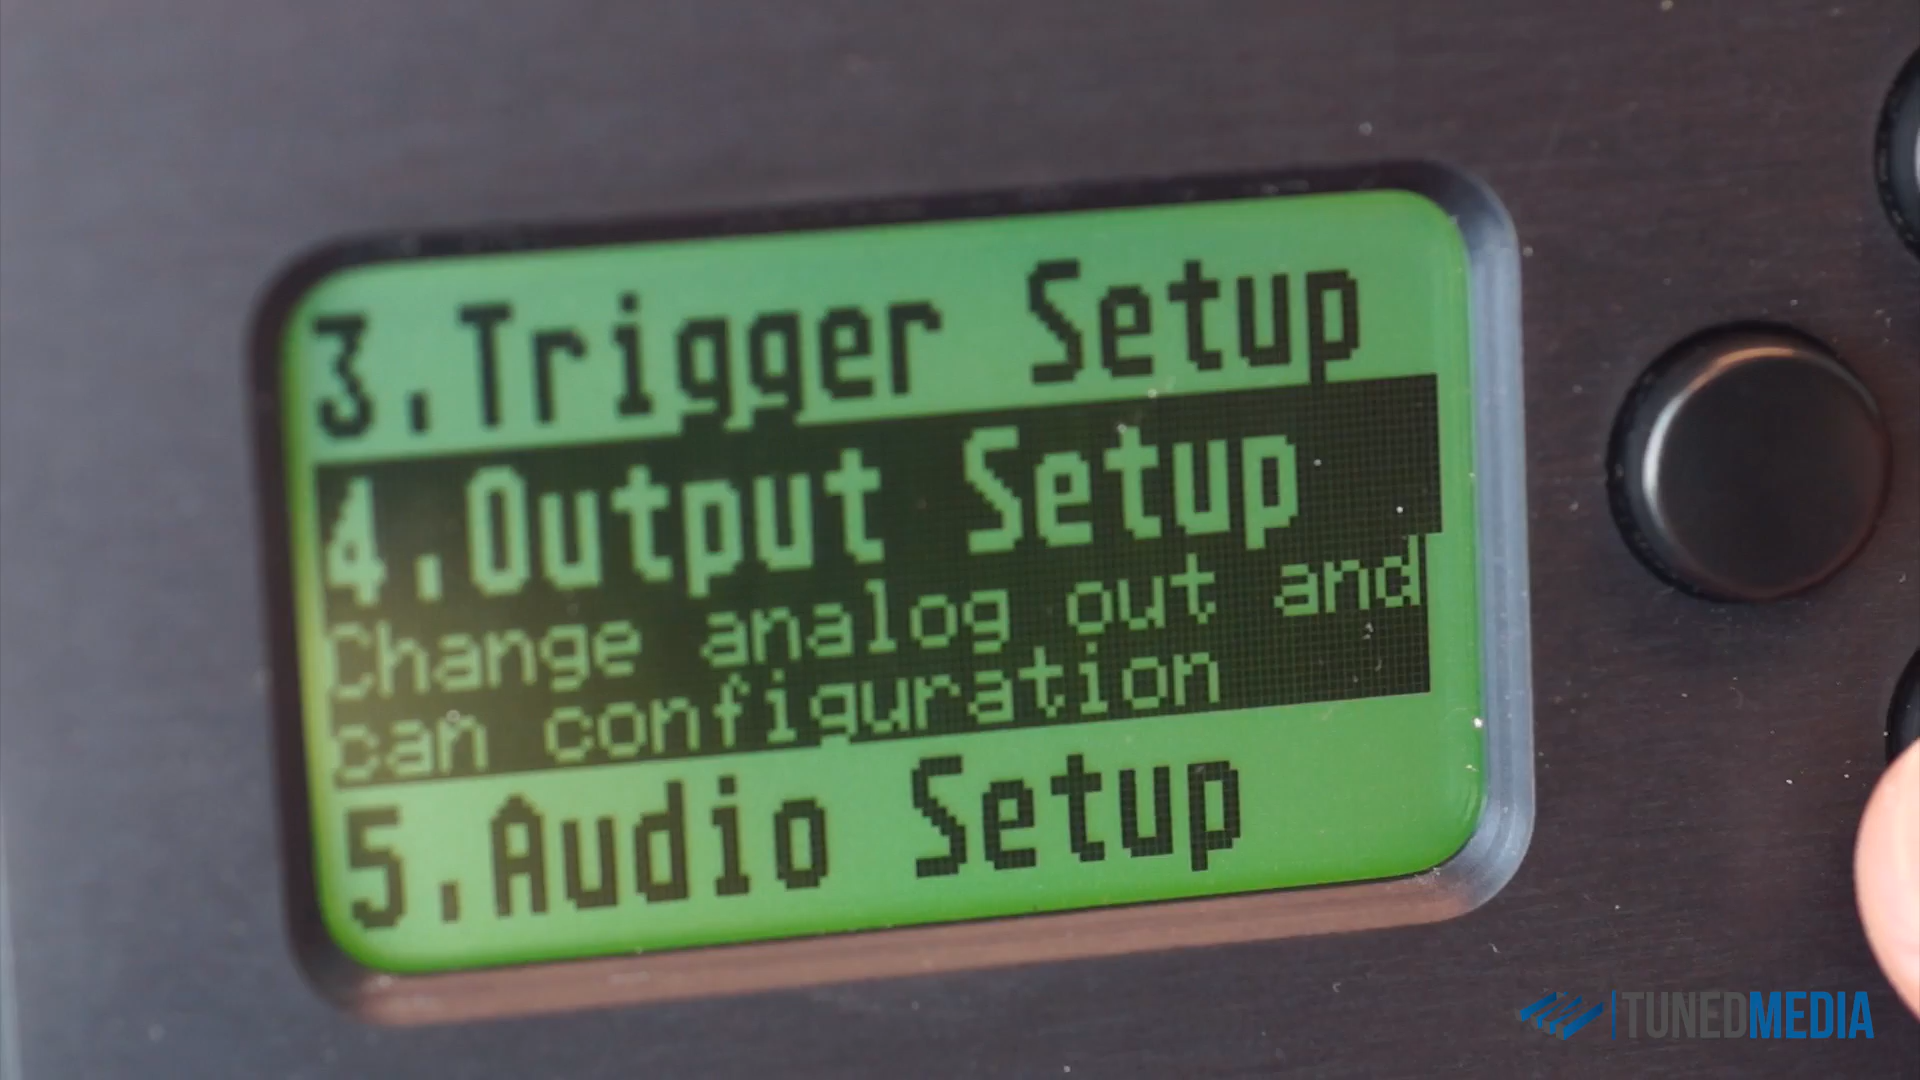 3.Trigger Setup
4.Output Setup
Change analog out and
can configuration
5.Audio Setup
TUNEDMEDIA